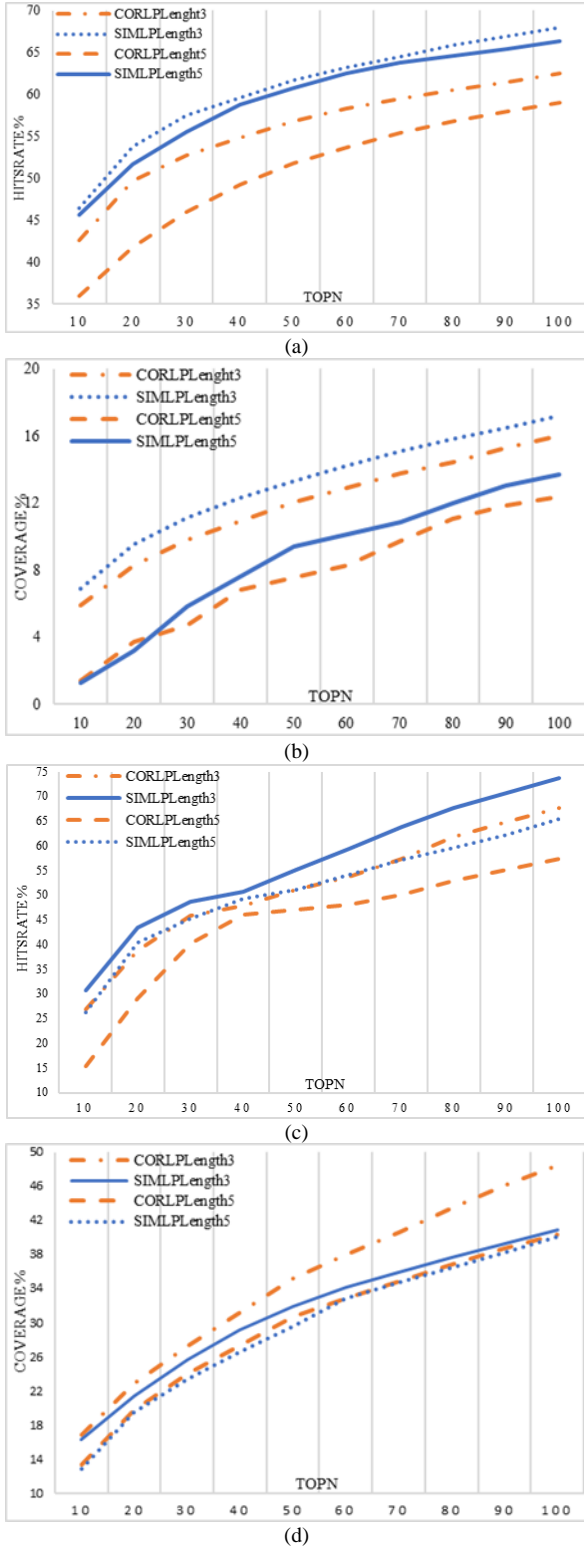 70
65
60
55
50
45
40
35
HITSRATE%
CORLPLenght3
SIMLPLength3
CORLPLenght5
SIMLPLength5
TOPN
10 20 30 40 50 60 70 80 90 100
(a)
20
16
12
8
4
0
COVERAGE%
CORLPLenght3
SIMLPLength3
CORLPLenght5
SIMLPLength5
TOPN
10 20 30 40 50 60 70 80 90 100
(b)
75
70
65
60
55
50
45
40
35
30
25
20
15
10
HITSRATE%
CORLPLength3
SIMLPLength3
CORLPLength5
SIMLPLength5
TOPN
10 20 30 40 50 60 70 80 90 100
(c)
50
46
42
38
34
30
26
22
18
14
10
COVERAGE%
CORLPLength3
SIMLPLength3
CORLPLength5
SIMLPLength5
TOPN
10 20 30 40 50 60 70 80 90 100
(d)